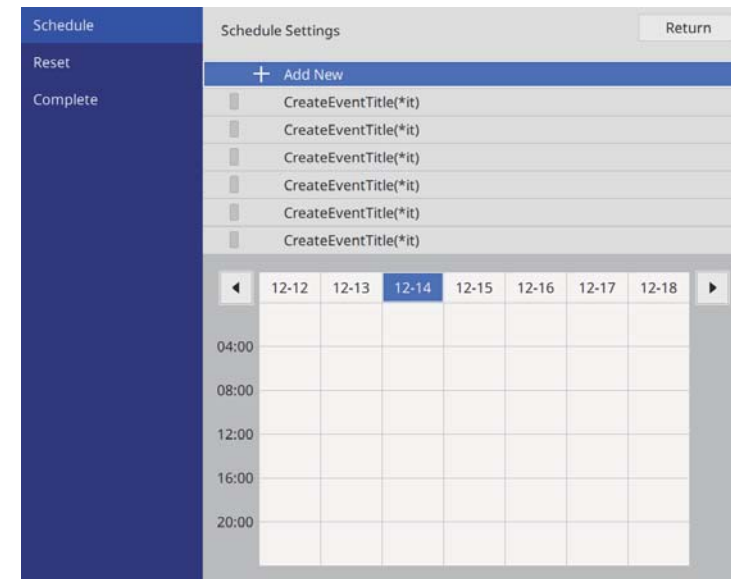 Schedule
Reset
Complete
Schedule Settings
Return
+ Add New
CreateEventTitle(*it)
CreateEventTitle(*it)
CreateEventTitle(*it)
CreateEventTitle(*it)
CreateEventTitle(*it)
CreateEventTitle(*it)
12-12 12-13 12-14 12-15 12-16 12-17 12-18
04:00
08:00
12:00
16:00
20:00